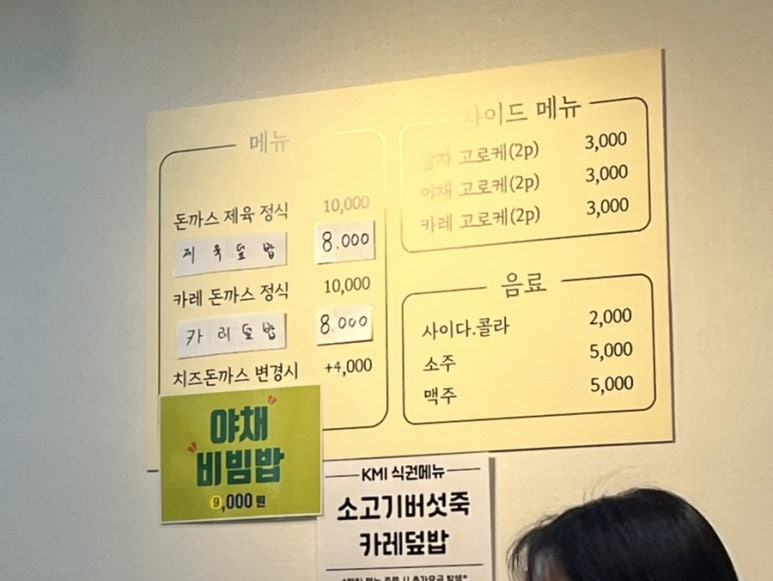 메뉴
돈까스 제육 정식 10,000
제육덮밥 8.000
카레 돈까스 정식 10,000
카레덮밥 8.000
치즈돈까스 변경시 +4,000
사이드 메뉴
감자 고로케(2p) 3,000
야채 고로케(2p) 3,000
카레 고로케(2p) 3,000
음료
사이다.콜라 2,000
소주 5,000
맥주 5,000
야채
비빔밥
9,000원
KMI 식권메뉴
소고기버섯죽
카레덮밥